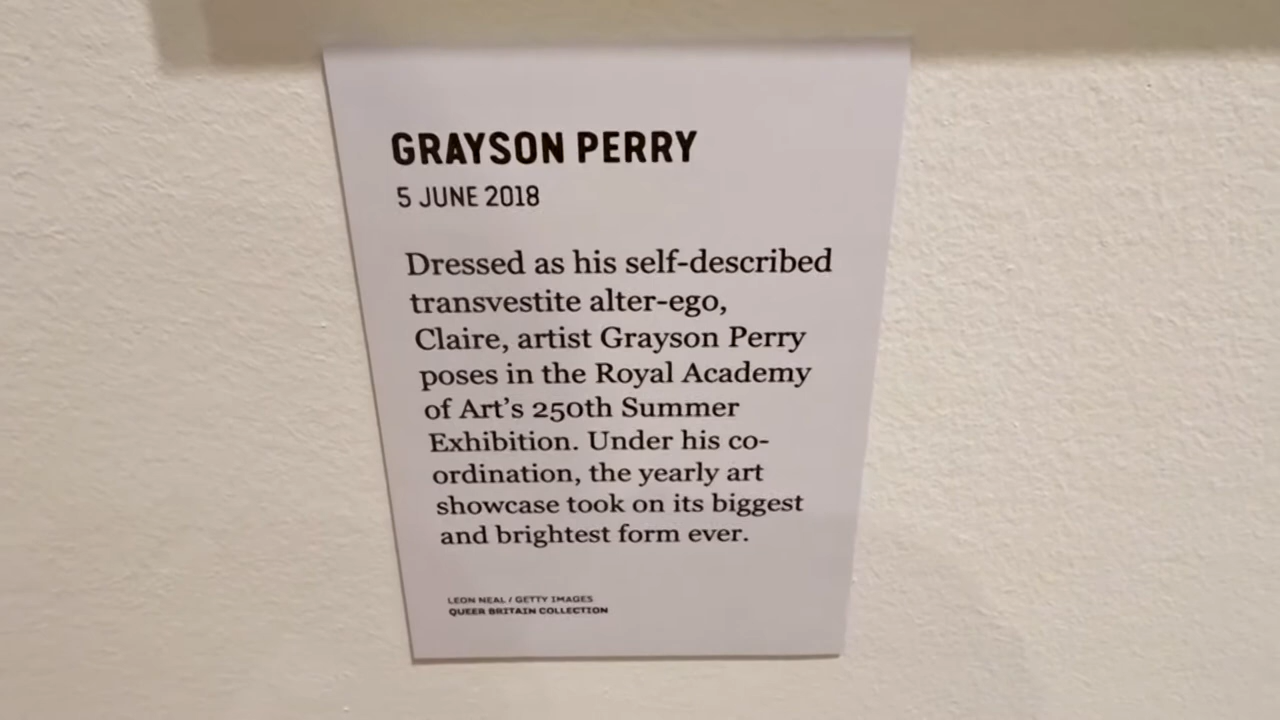 GRAYSON PERRY
5 JUNE 2018
Dressed as his self-described
transvestite alter-ego,
Claire, artist Grayson Perry
poses in the Royal Academy
of Art's 250th Summer
Exhibition. Under his co-
ordination, the yearly art
showcase took on its biggest
and brightest form ever.
LEON NEAL / GETTY IMAGES
QUEER BRITAIN COLLECTION